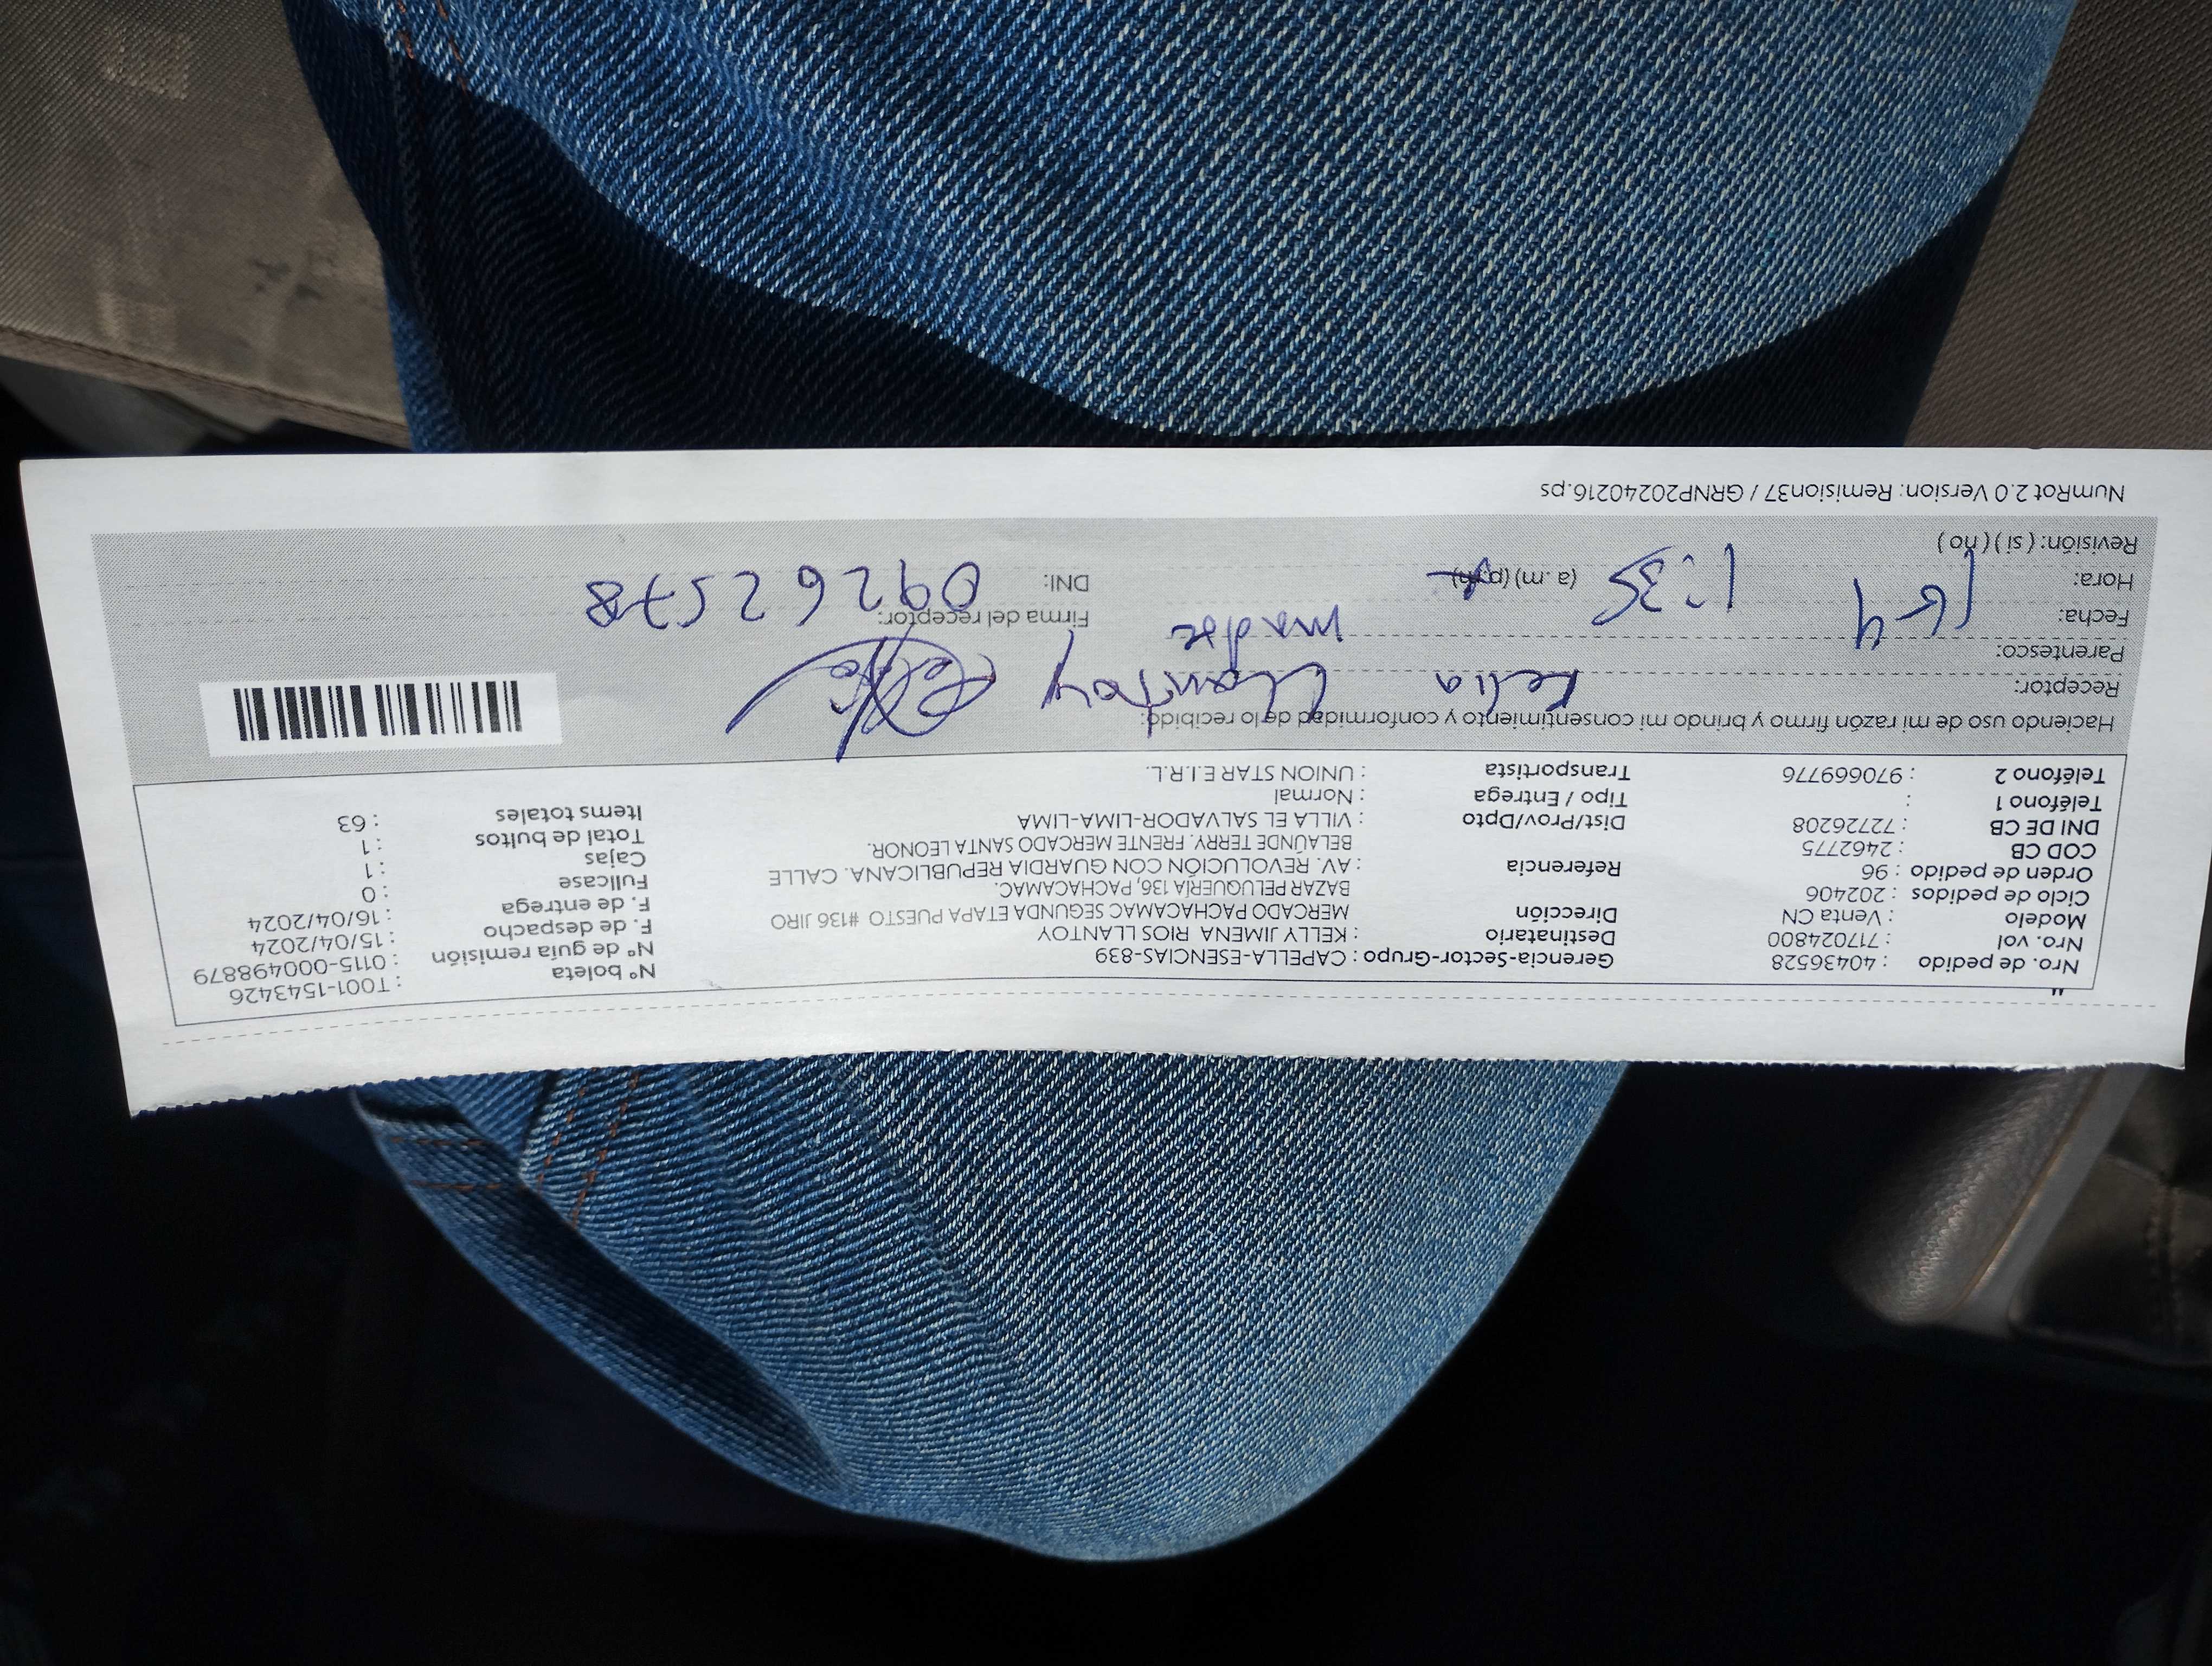 Nro. de pedido : 40436528 Gerencia-Sector-Grupo : CAPELLA-ESENCIAS-839 N° boleta : T001-1543426
Nro. vol : 717024800 Destinatario : KELLY JIMENA RIOS LLANTOY N° de guía remisión : 0115-000498879
Modelo : Venta CN Dirección MERCADO PACHACAMAC SEGUNDA ETAPA PUESTO #136 JIRO F. de despacho : 15/04/2024
Ciclo de pedidos : 202406 BAZAR PELUQUERÍA 136, PACHACAMAC. F. de entrega : 16/04/2024
Orden de pedido : 96 Referencia : AV. REVOLUCIÓN CON GUARDIA REPUBLICANA. CALLE Fullcase : 0
COD CB : 2462775 BELAÚNDE TERRY. FRENTE MERCADO SANTA LEONOR. Cajas : 1
DNI DE CB : 72726208 Dist/Prov/Dpto : VILLA EL SALVADOR-LIMA-LIMA Total de bultos : 1
Teléfono 1 : Tipo / Entrega : Normal Items totales : 63
Teléfono 2 : 970669776 Transportista : UNION STAR E.I.R.L.
Haciendo uso de mi razón firmo y brindo mi consentimiento y conformidad de lo recibido:
Receptor: Felia Llantoy
Parentesco: madre
Fecha: 16-4 Firma del receptor:
Hora: 1:35 (a.m) (p.m) DNI: 09262578
Revisión: ( si ) ( no )
NumRot 2.0 Version: Remision37 / GRNP20240216.ps